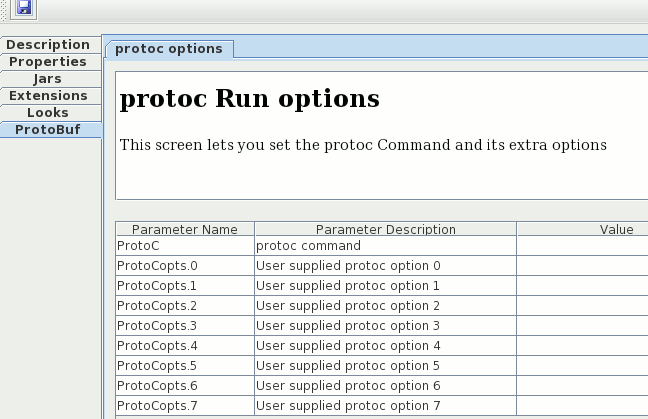 Description
Properties
Jars
Extensions
Looks
ProtoBuf
protoc options
protoc Run options
This screen lets you set the protoc Command and its extra options
Parameter Name Parameter Description Value
ProtoC protoc command
ProtoCopts.0 User supplied protoc option 0
ProtoCopts.1 User supplied protoc option 1
ProtoCopts.2 User supplied protoc option 2
ProtoCopts.3 User supplied protoc option 3
ProtoCopts.4 User supplied protoc option 4
ProtoCopts.5 User supplied protoc option 5
ProtoCopts.6 User supplied protoc option 6
ProtoCopts.7 User supplied protoc option 7